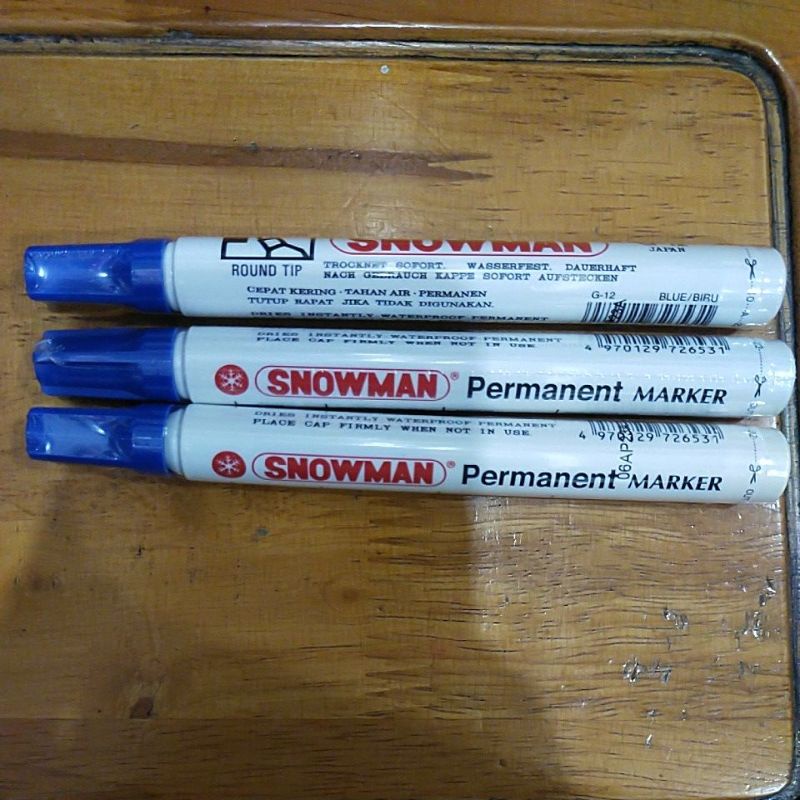 SNOWMAN
JAPAN
ROUND TIP
TROCKNET SOFORT. WASSERFEST. DAUERHAFT
NACH GEBRAUCH KAPPE SOFORT AUFSTECKEN
CEPAT KERING · TAHAN AIR · PERMANEN
TUTUP RAPAT JIKA TIDAK DIGUNAKAN.
G-12 BLUE/BIRU
DRIES INSTANTLY·WATERPROOF PERMANENT
DRIES INSTANTLY·WATERPROOF PERMANENT
PLACE CAP FIRMLY WHEN NOT IN USE.
4 970129 726531
SNOWMAN® Permanent MARKER
DRIES INSTANTLY·WATERPROOF PERMANENT
PLACE CAP FIRMLY WHEN NOT IN USE.
4 970129 726531
SNOWMAN® Permanent MARKER